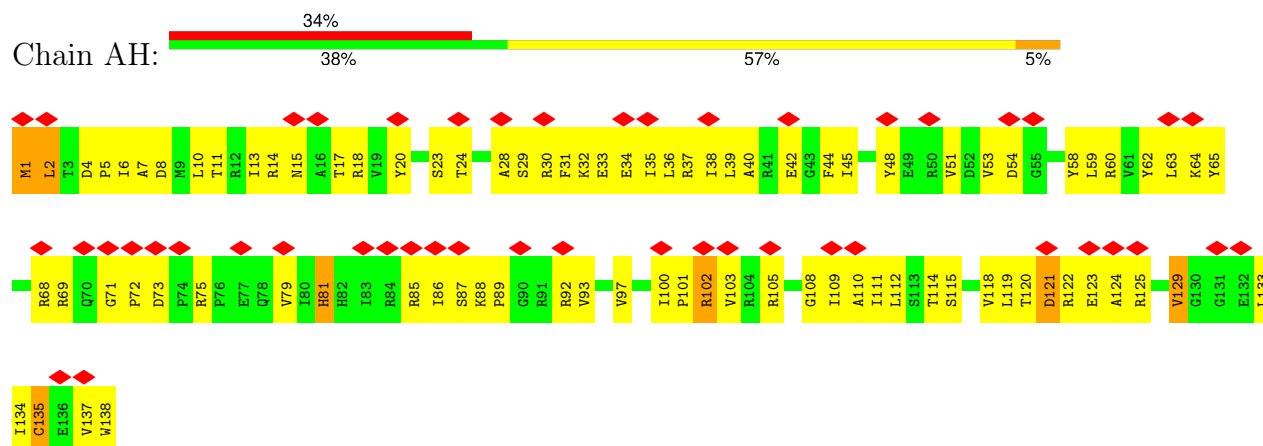 34%
Chain AH:
38% 57% 5%
M1 L2 T3 D4 P5 I6 A7 D8 M9 L10 T11 R12 I13 R14 N15 A16 T17 R18 V19 Y20 S23 T24 A28 S29 R30 F31 K32 E33 E34 I35 L36 R37 I38 L39 A40 R41 E42 G43 F44 I45 Y48 E49 R50 V51 D52 V53 D54 G55 Y58 L59 R60 V61 Y62 L63 K64 Y65
R68 R69 Q70 G71 P72 D73 P74 R75 P76 E77 Q78 V79 I80 H81 H82 I83 R84 R85 I86 S87 K88 P89 G90 R91 R92 V93 V97 I100 P101 R102 V103 R104 R105 G108 I109 A110 I111 L112 S113 T114 S115 V118 L119 T120 D121 R122 E123 A124 R125 V129 G130 G131 E132 L133
I134 C135 E136 V137 W138